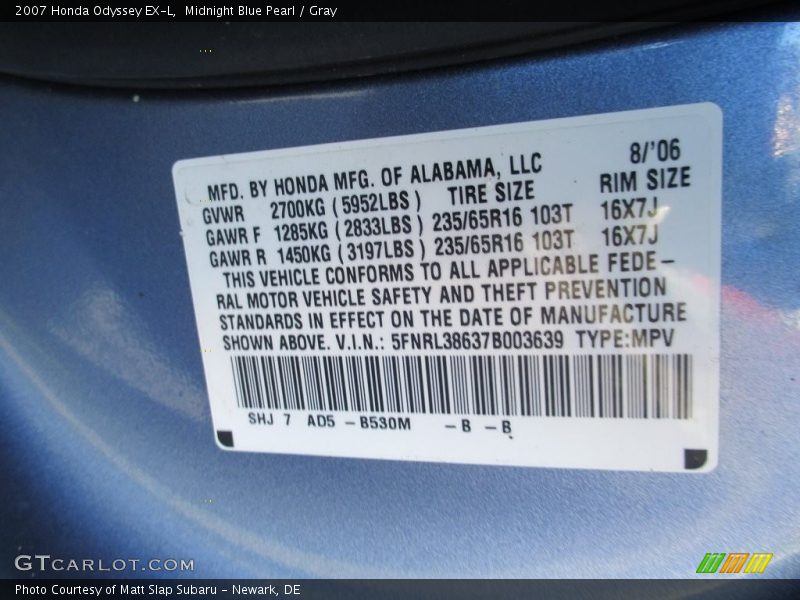 2007 Honda Odyssey EX-L,  Midnight Blue Pearl / Gray
8/'06
MFD. BY HONDA MFG. OF ALABAMA, LLC
GVWR 2700KG ( 5952LBS ) TIRE SIZE RIM SIZE
GAWR F 1285KG ( 2833LBS ) 235/65R16 103T 16X7J
GAWR R 1450KG ( 3197LBS ) 235/65R16 103T 16X7J
THIS VEHICLE CONFORMS TO ALL APPLICABLE FEDE-
RAL MOTOR VEHICLE SAFETY AND THEFT PREVENTION
STANDARDS IN EFFECT ON THE DATE OF MANUFACTURE
SHOWN ABOVE. V.I.N.: 5FNRL38637B003639 TYPE:MPV
SHJ 7 AD5 - B530M - B - B
GTCARLOT.COM
Photo Courtesy of Matt Slap Subaru - Newark, DE